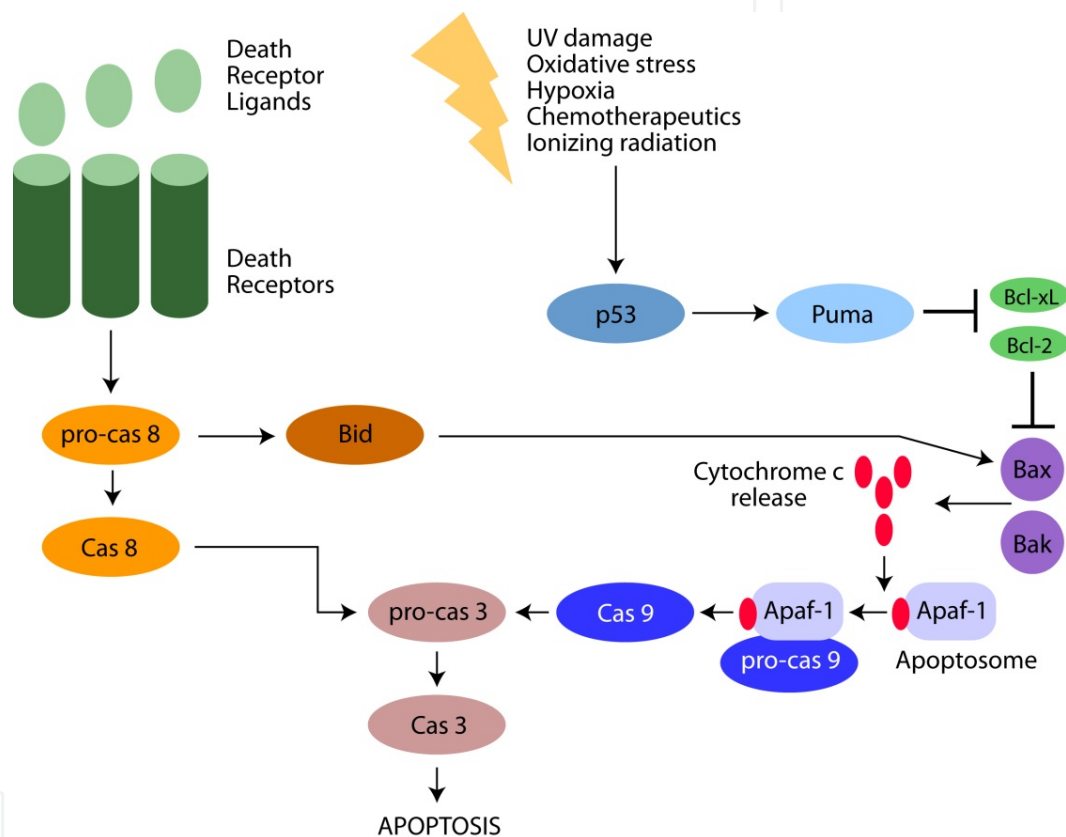 Death
Receptor
Ligands
UV damage
Oxidative stress
Hypoxia
Chemotherapeutics
Ionizing radiation
Death
Receptors
p53
Puma
Bcl-xL
Bcl-2
pro-cas 8
Bid
Bax
Cytochrome c
release
Bak
Cas 8
pro-cas 3
Cas 9
Apaf-1
Apaf-1
pro-cas 9
Apoptosome
Cas 3
APOPTOSIS